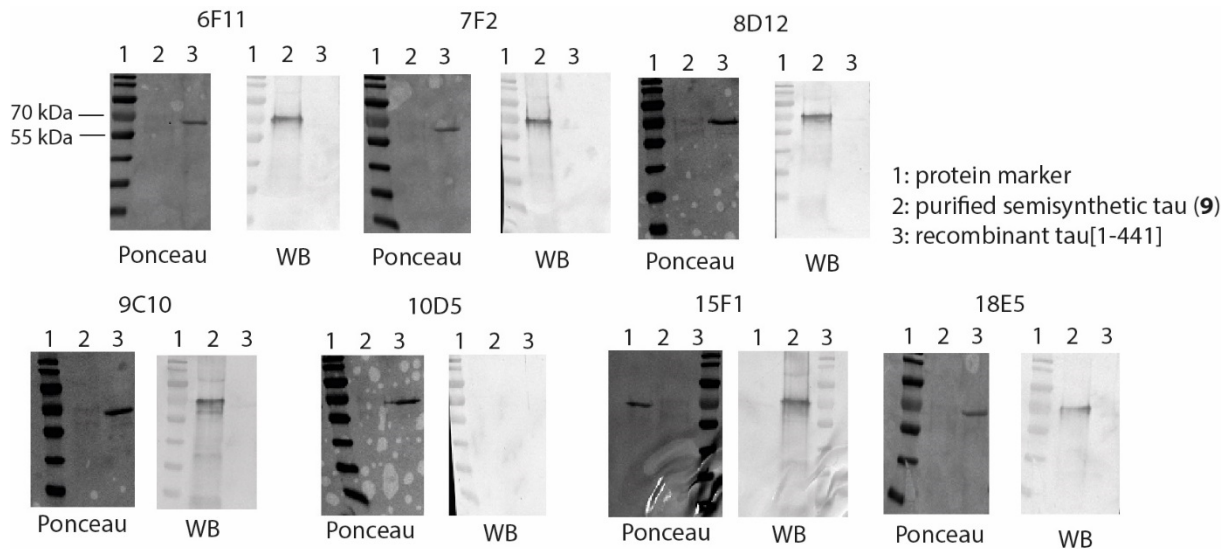 6F11 7F2 8D12
1 2 3 1 2 3 1 2 3 1 2 3 1 2 3 1 2 3
70 kDa
55 kDa
1: protein marker
2: purified semisynthetic tau (9)
3: recombinant tau[1-441]
Ponceau WB Ponceau WB Ponceau WB
9C10 10D5 15F1 18E5
1 2 3 1 2 3 1 2 3 1 2 3 1 2 3 1 2 3 1 2 3 1 2 3
Ponceau WB Ponceau WB Ponceau WB Ponceau WB